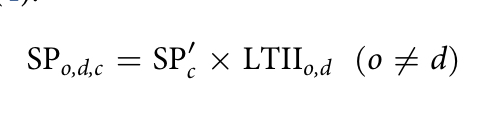 SP_{o,d,c} = SP'_c × LTII_{o,d} (o ≠ d)